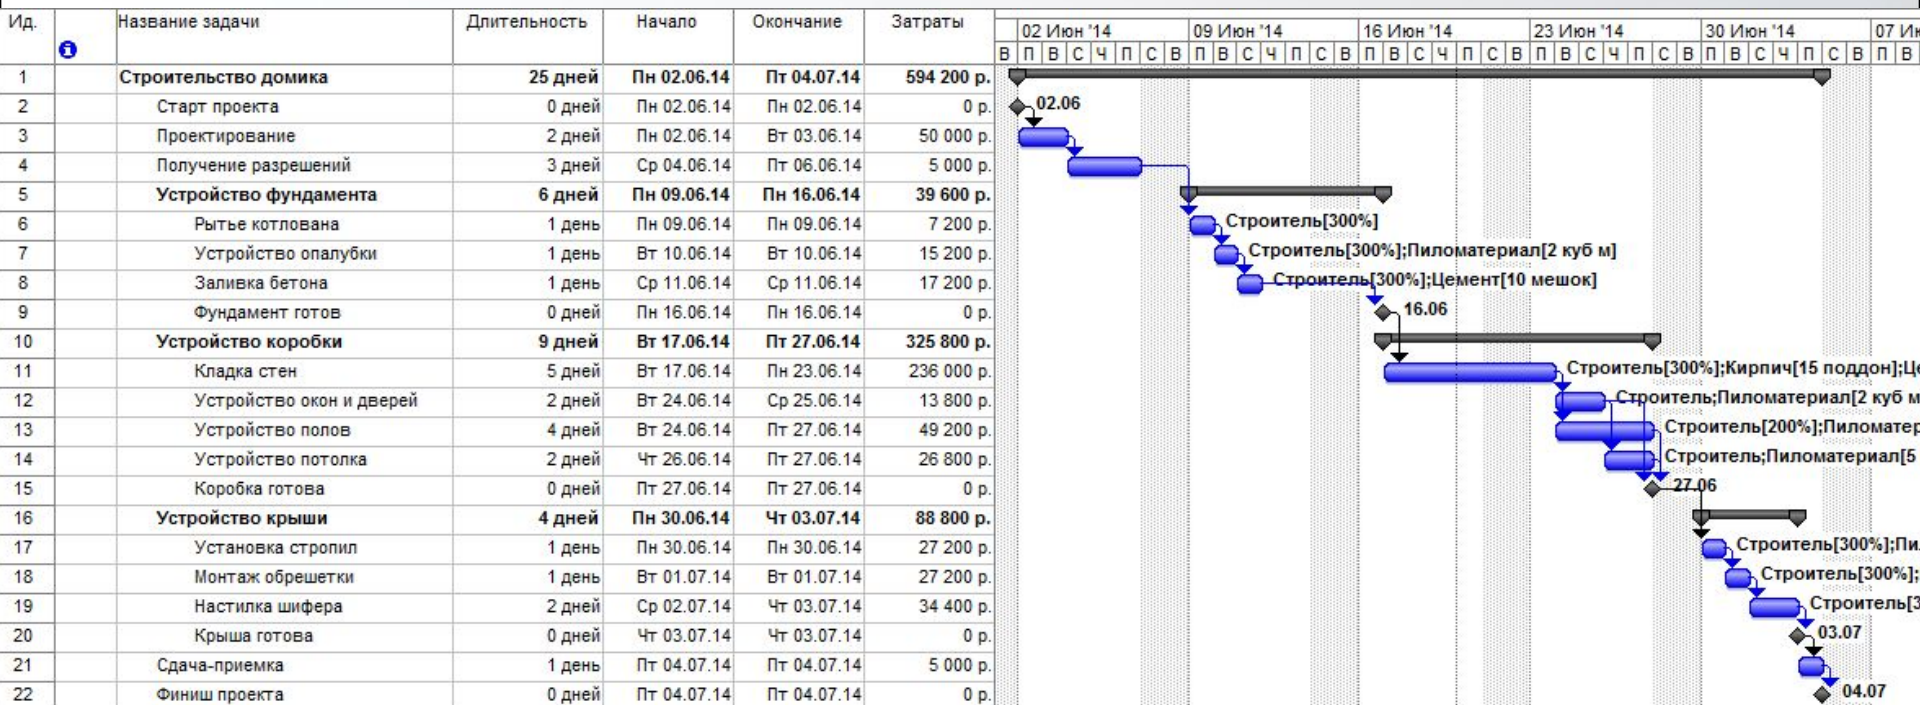 Ид. Название задачи Длительность Начало Окончание Затраты 02 Июн '14 09 Июн '14 16 Июн '14 23 Июн '14 30 Июн '14 07
В П В С Ч П С В П В С Ч П С В П В С Ч П С В П В С Ч П С В П В С Ч П С В П В
1 Строительство домика 25 дней Пн 02.06.14 Пт 04.07.14 594 200 р.
2 Старт проекта 0 дней Пн 02.06.14 Пн 02.06.14 0 р. 02.06
3 Проектирование 2 дней Пн 02.06.14 Вт 03.06.14 50 000 р.
4 Получение разрешений 3 дней Ср 04.06.14 Пт 06.06.14 5 000 р.
5 Устройство фундамента 6 дней Пн 09.06.14 Пн 16.06.14 39 600 р.
6 Рытье котлована 1 день Пн 09.06.14 Пн 09.06.14 7 200 р. Строитель[300%]
7 Устройство опалубки 1 день Вт 10.06.14 Вт 10.06.14 15 200 р. Строитель[300%];Пиломатериал[2 куб м]
8 Заливка бетона 1 день Ср 11.06.14 Ср 11.06.14 17 200 р. Строитель[300%];Цемент[10 мешок]
9 Фундамент готов 0 дней Пн 16.06.14 Пн 16.06.14 0 р. 16.06
10 Устройство коробки 9 дней Вт 17.06.14 Пт 27.06.14 325 800 р.
11 Кладка стен 5 дней Вт 17.06.14 Пн 23.06.14 236 000 р. Строитель[300%];Кирпич[15 поддон];Це
12 Устройство окон и дверей 2 дней Вт 24.06.14 Ср 25.06.14 13 800 р. Строитель;Пиломатериал[2 куб м
13 Устройство полов 4 дней Вт 24.06.14 Пт 27.06.14 49 200 р. Строитель[200%];Пиломатер
14 Устройство потолка 2 дней Чт 26.06.14 Пт 27.06.14 26 800 р. Строитель;Пиломатериал[5
15 Коробка готова 0 дней Пт 27.06.14 Пт 27.06.14 0 р. 27.06
16 Устройство крыши 4 дней Пн 30.06.14 Чт 03.07.14 88 800 р.
17 Установка стропил 1 день Пн 30.06.14 Пн 30.06.14 27 200 р. Строитель[300%];Пи
18 Монтаж обрешетки 1 день Вт 01.07.14 Вт 01.07.14 27 200 р. Строитель[300%];
19 Настилка шифера 2 дней Ср 02.07.14 Чт 03.07.14 34 400 р. Строитель[3
20 Крыша готова 0 дней Чт 03.07.14 Чт 03.07.14 0 р. 03.07
21 Сдача-приемка 1 день Пт 04.07.14 Пт 04.07.14 5 000 р.
22 Финиш проекта 0 дней Пт 04.07.14 Пт 04.07.14 0 р. 04.07